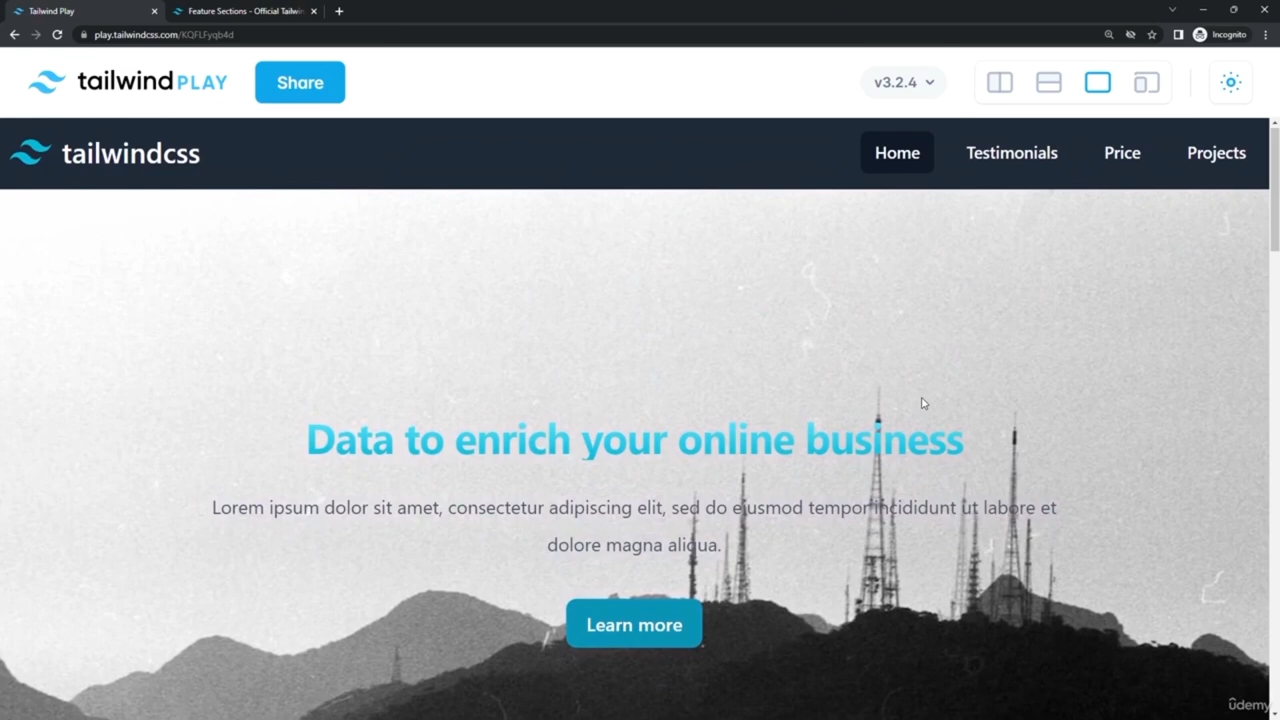 Tailwind Play
Feature Sections - Official Tailwin
play.tailwindcss.com/KQFLFyqb4d
Incognito
tailwind PLAY
Share
v3.2.4
tailwindcss
Home
Testimonials
Price
Projects
Data to enrich your online business
Lorem ipsum dolor sit amet, consectetur adipiscing elit, sed do eiusmod tempor incididunt ut labore et
dolore magna aliqua.
Learn more
ûdemy